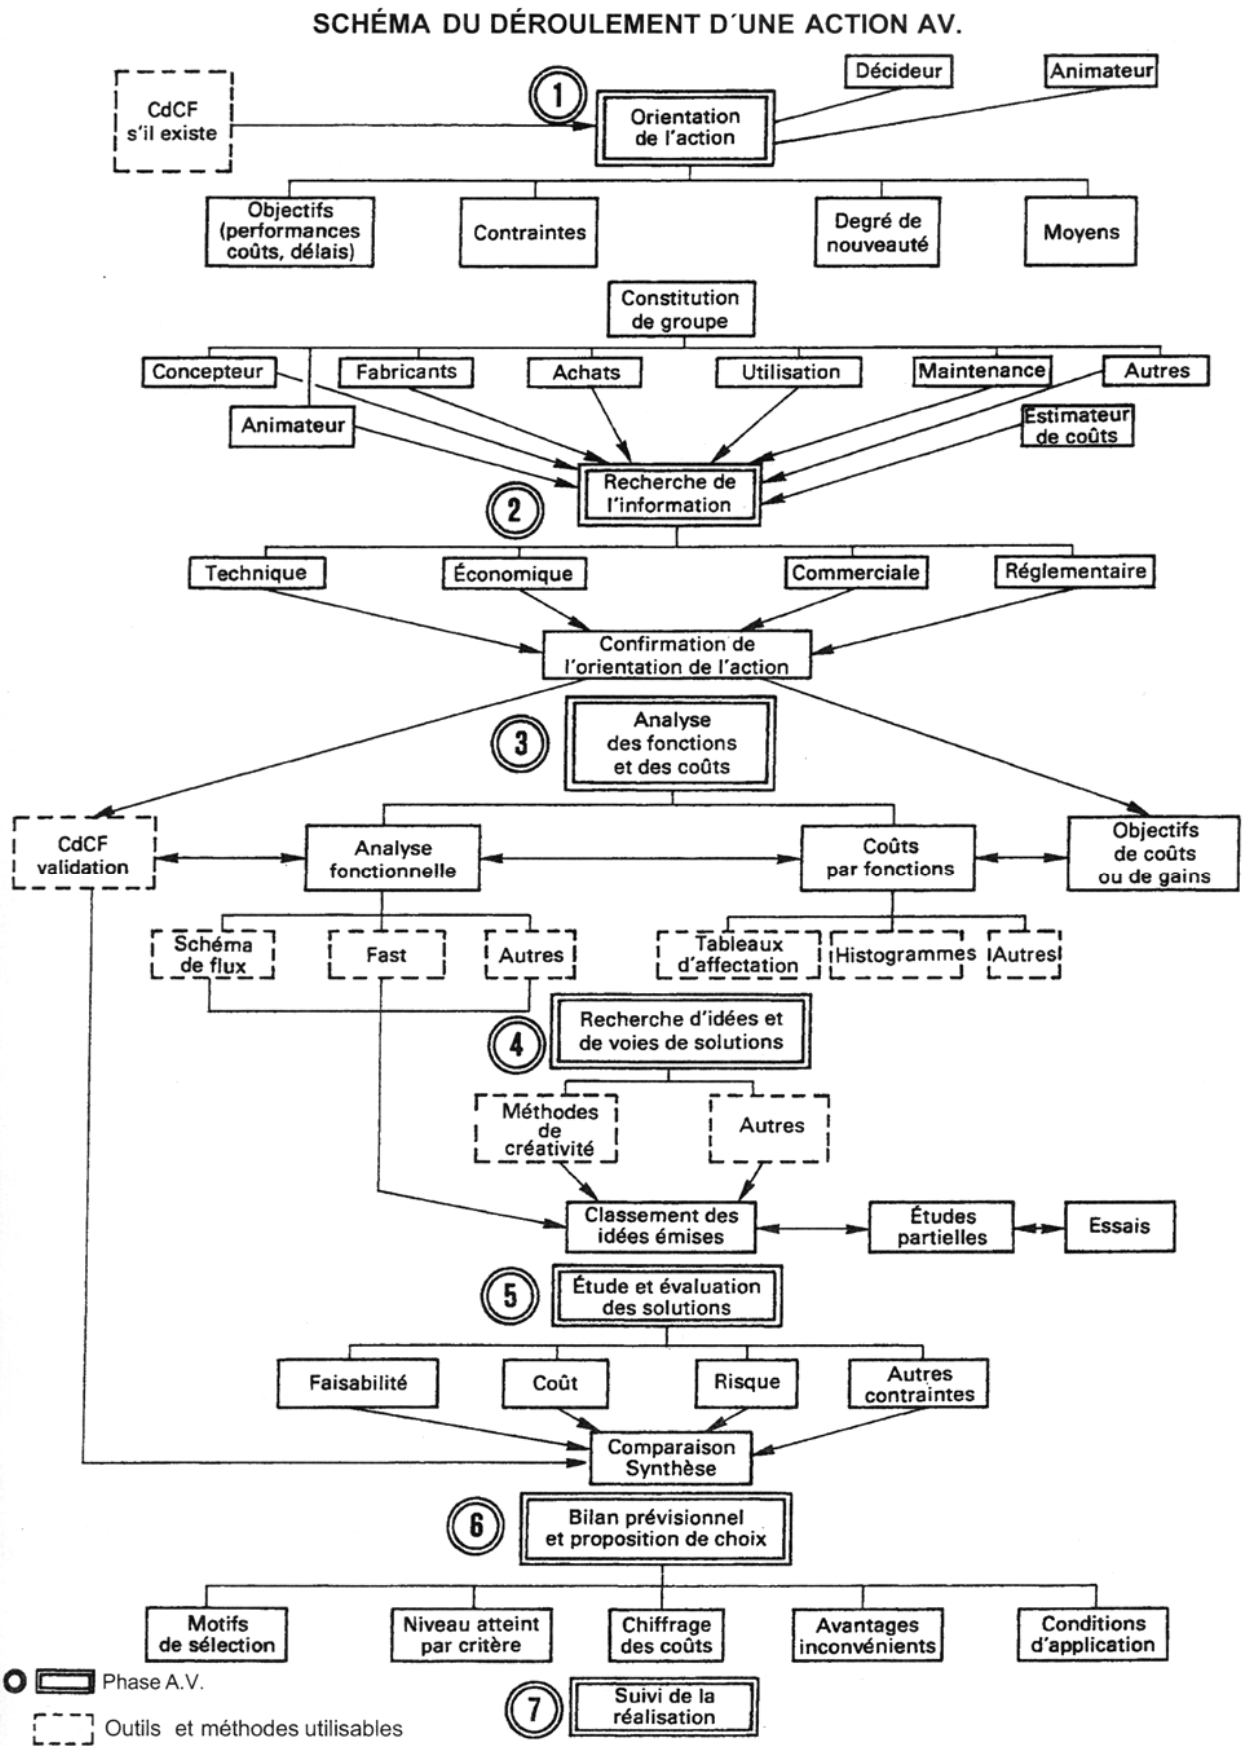 SCHÉMA DU DÉROULEMENT D´UNE ACTION AV.
CdCF
s'il existe
1
Orientation
de l'action
Décideur
Animateur
Objectifs
(performances
coûts, délais)
Contraintes
Degré de
nouveauté
Moyens
Constitution
de groupe
Concepteur
Fabricants
Achats
Utilisation
Maintenance
Autres
Animateur
Estimateur
de coûts
2
Recherche de
l'information
Technique
Économique
Commerciale
Réglementaire
Confirmation de
l'orientation de l'action
3
Analyse
des fonctions
et des coûts
CdCF
validation
Analyse
fonctionnelle
Coûts
par fonctions
Objectifs
de coûts
ou de gains
Schéma
de flux
Fast
Autres
Tableaux
d'affectation
Histogrammes
Autres
4
Recherche d'idées et
de voies de solutions
Méthodes
de
créativité
Autres
Classement des
idées émises
Études
partielles
Essais
5
Étude et évaluation
des solutions
Faisabilité
Coût
Risque
Autres
contraintes
Comparaison
Synthèse
6
Bilan prévisionnel
et proposition de choix
Motifs
de sélection
Niveau atteint
par critère
Chiffrage
des coûts
Avantages
inconvénients
Conditions
d'application
Phase A.V.
7
Suivi de la
réalisation
Outils et méthodes utilisables